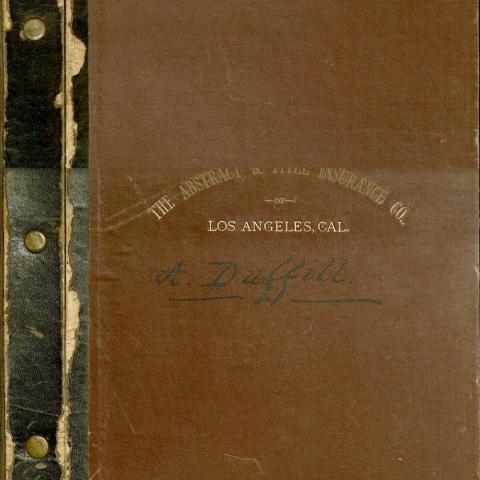 THE ABSTRACT & TITLE INSURANCE CO.,
—OF—
LOS ANGELES, CAL.
A. Duffill.